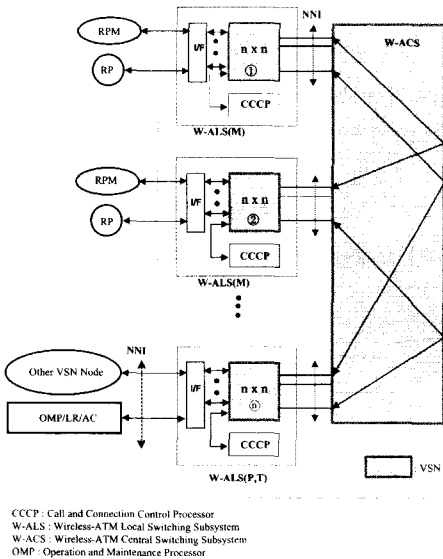 NNI
RPM
RP
I/F
n x n
1
CCCP
W-ALS(M)
W-ACS
RPM
RP
I/F
n x n
2
CCCP
W-ALS(M)
Other VSN Node
OMP/LR/AC
NNI
I/F
n x n
n
CCCP
W-ALS(P,T)
: VSN
CCCP : Call and Connection Control Processor
W-ALS : Wireless-ATM Local Switching Subsystem
W-ACS : Wireless-ATM Central Switching Subsystem
OMP : Operation and Maintenance Processor